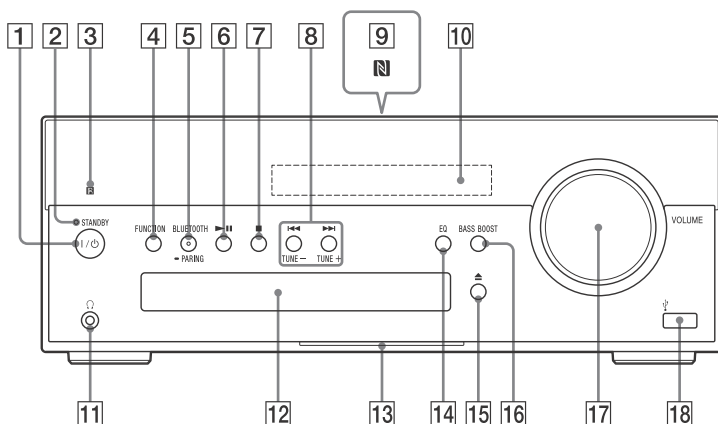 1 2 3 4 5 6 7 8 9 10
STANDBY
I / ⏻
FUNCTION BLUETOOTH EQ BASS BOOST VOLUME
PARING TUNE – TUNE +
11 12 13 14 15 16 17 18